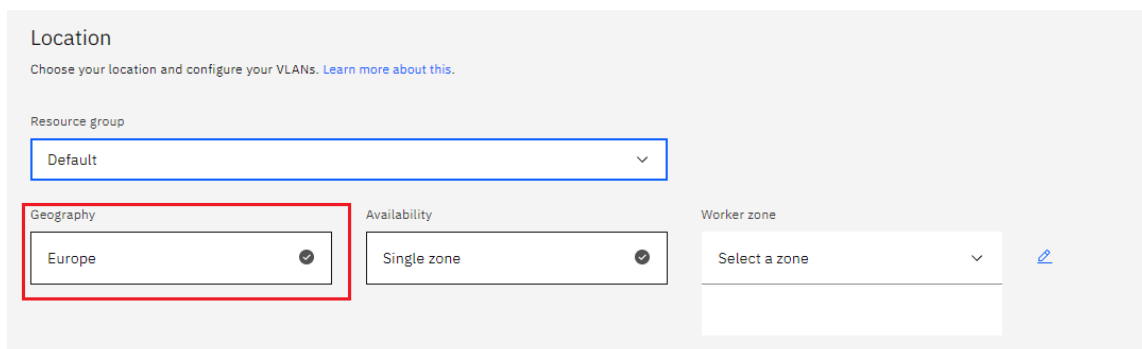 Location
Choose your location and configure your VLANs. Learn more about this.
Resource group
Default
Geography
Availability
Worker zone
Europe
Single zone
Select a zone